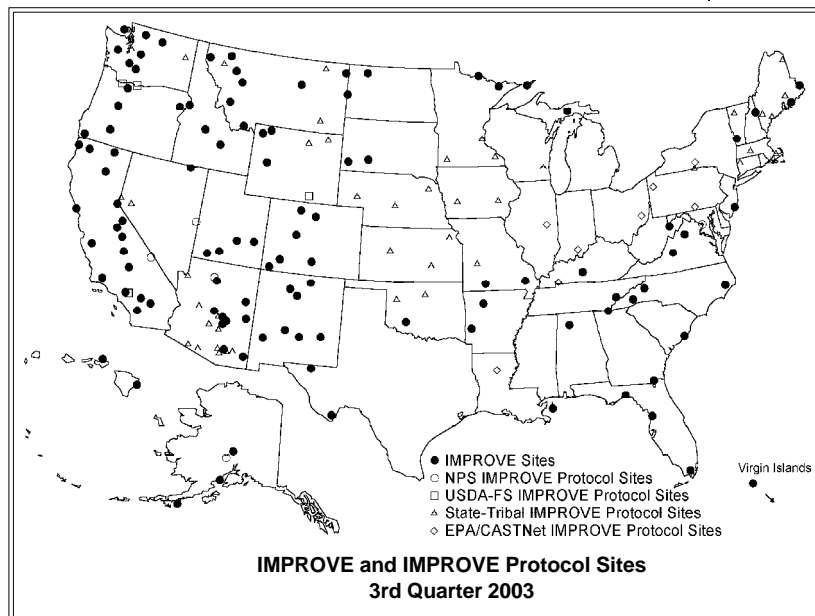 Virgin Islands
IMPROVE Sites
NPS IMPROVE Protocol Sites
USDA-FS IMPROVE Protocol Sites
State-Tribal IMPROVE Protocol Sites
EPA/CASTNet IMPROVE Protocol Sites
IMPROVE and IMPROVE Protocol Sites
3rd Quarter 2003